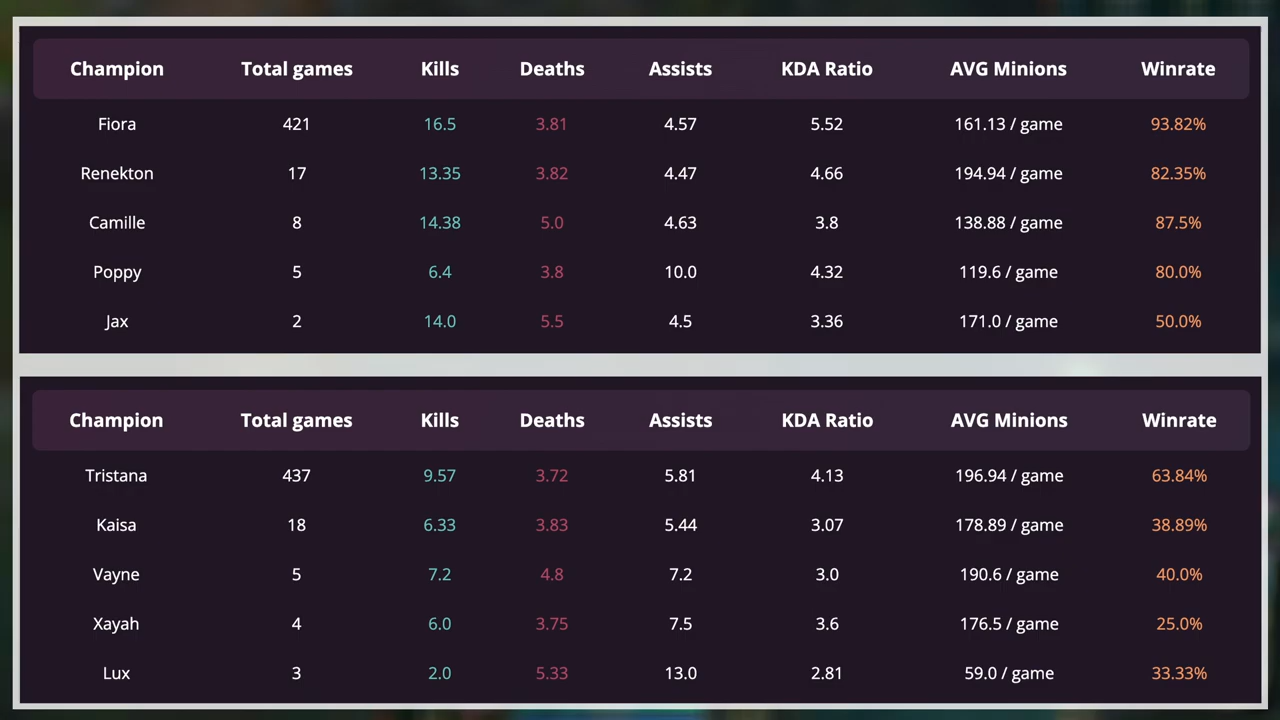 Champion Total games Kills Deaths Assists KDA Ratio AVG Minions Winrate
Fiora 421 16.5 3.81 4.57 5.52 161.13 / game 93.82%
Renekton 17 13.35 3.82 4.47 4.66 194.94 / game 82.35%
Camille 8 14.38 5.0 4.63 3.8 138.88 / game 87.5%
Poppy 5 6.4 3.8 10.0 4.32 119.6 / game 80.0%
Jax 2 14.0 5.5 4.5 3.36 171.0 / game 50.0%
Champion Total games Kills Deaths Assists KDA Ratio AVG Minions Winrate
Tristana 437 9.57 3.72 5.81 4.13 196.94 / game 63.84%
Kaisa 18 6.33 3.83 5.44 3.07 178.89 / game 38.89%
Vayne 5 7.2 4.8 7.2 3.0 190.6 / game 40.0%
Xayah 4 6.0 3.75 7.5 3.6 176.5 / game 25.0%
Lux 3 2.0 5.33 13.0 2.81 59.0 / game 33.33%